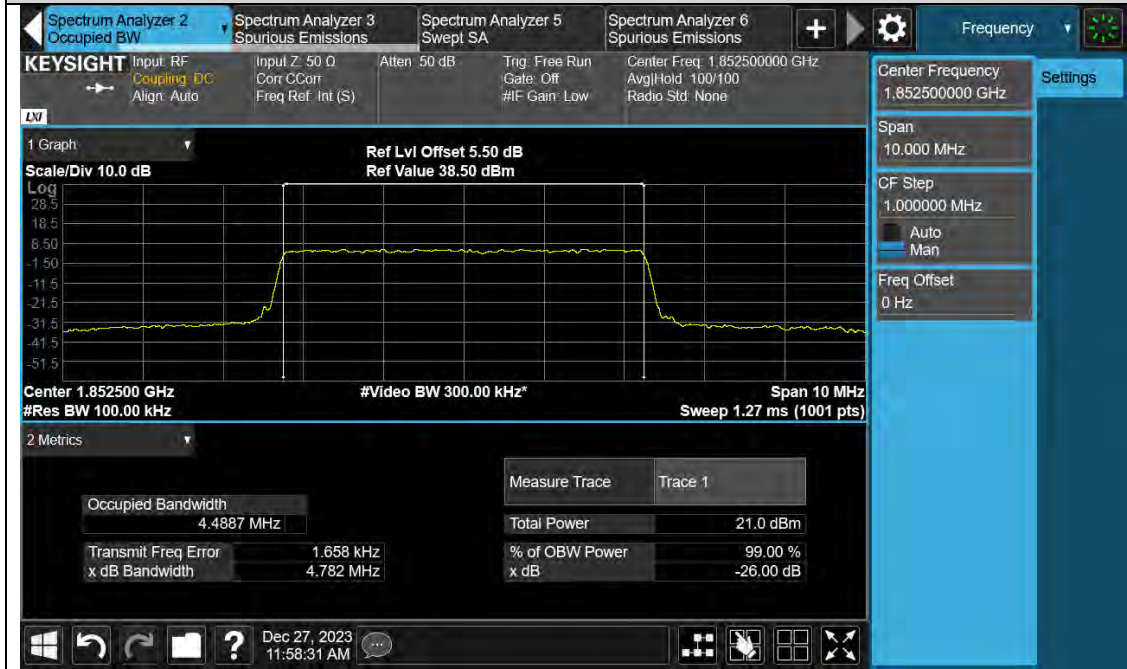 Spectrum Analyzer 2
Occupied BW
Spectrum Analyzer 3
Spurious Emissions
Spectrum Analyzer 5
Swept SA
Spectrum Analyzer 6
Spurious Emissions
+
Frequency
KEYSIGHT
Input: RF
Coupling: DC
Align: Auto
Input Z: 50 Ω
Corr CCorr
Freq Ref: Int (S)
Atten: 50 dB
Trig: Free Run
Gate: Off
#IF Gain: Low
Center Freq: 1.852500000 GHz
Avg|Hold: 100/100
Radio Std: None
LXI
Center Frequency
1.852500000 GHz
Settings
Span
10.000 MHz
CF Step
1.000000 MHz
Auto
Man
Freq Offset
0 Hz
1 Graph
Scale/Div 10.0 dB
Ref Lvl Offset 5.50 dB
Ref Value 38.50 dBm
Log
28.5
18.5
8.50
-1.50
-11.5
-21.5
-31.5
-41.5
-51.5
Center 1.852500 GHz
#Video BW 300.00 kHz*
Span 10 MHz
#Res BW 100.00 kHz
Sweep 1.27 ms (1001 pts)
2 Metrics
Measure Trace Trace 1
Occupied Bandwidth
4.4887 MHz
Total Power 21.0 dBm
Transmit Freq Error 1.658 kHz
% of OBW Power 99.00 %
x dB Bandwidth 4.782 MHz
x dB -26.00 dB
?
Dec 27, 2023
11:58:31 AM